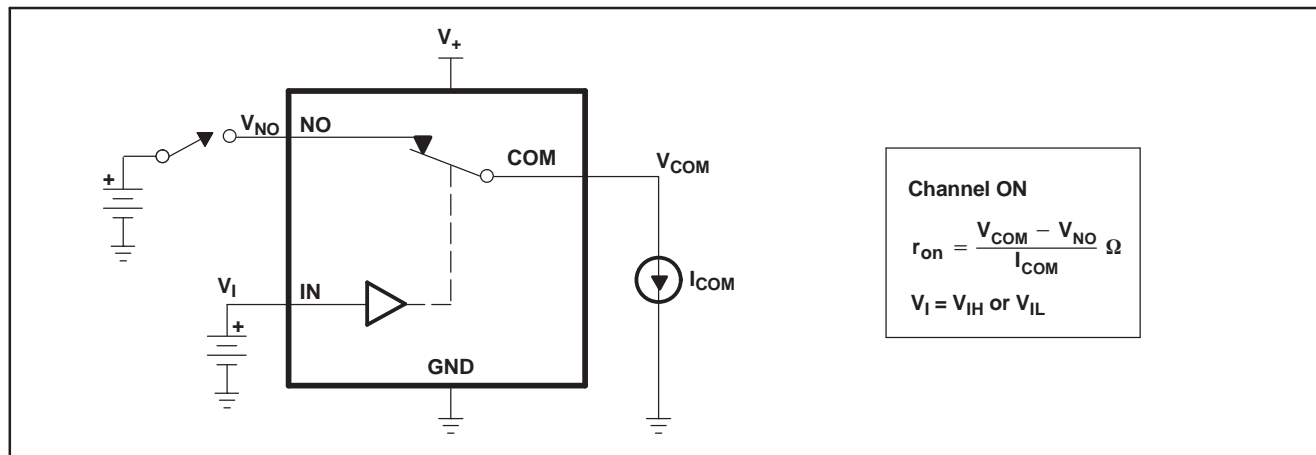 V+
VNO NO
COM
VCOM
+
ICOM
VI IN
+
GND
Channel ON
ron = VCOM − VNO / ICOM Ω
VI = VIH or VIL